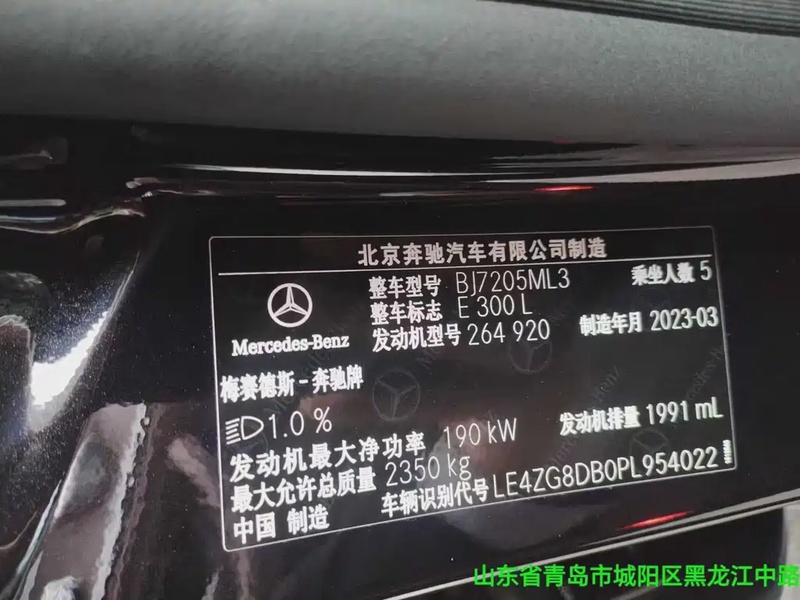 北京奔驰汽车有限公司制造
整车型号 BJ7205ML3 乘坐人数 5
整车标志 E 300 L
发动机型号 264 920 制造年月 2023-03
Mercedes-Benz
梅赛德斯－奔驰牌
1.0 % 发动机排量 1991 mL
发动机最大净功率 190 kW
最大允许总质量 2350 kg
中国 制造 车辆识别代号 LE4ZG8DB0PL954022
山东省青岛市城阳区黑龙江中路